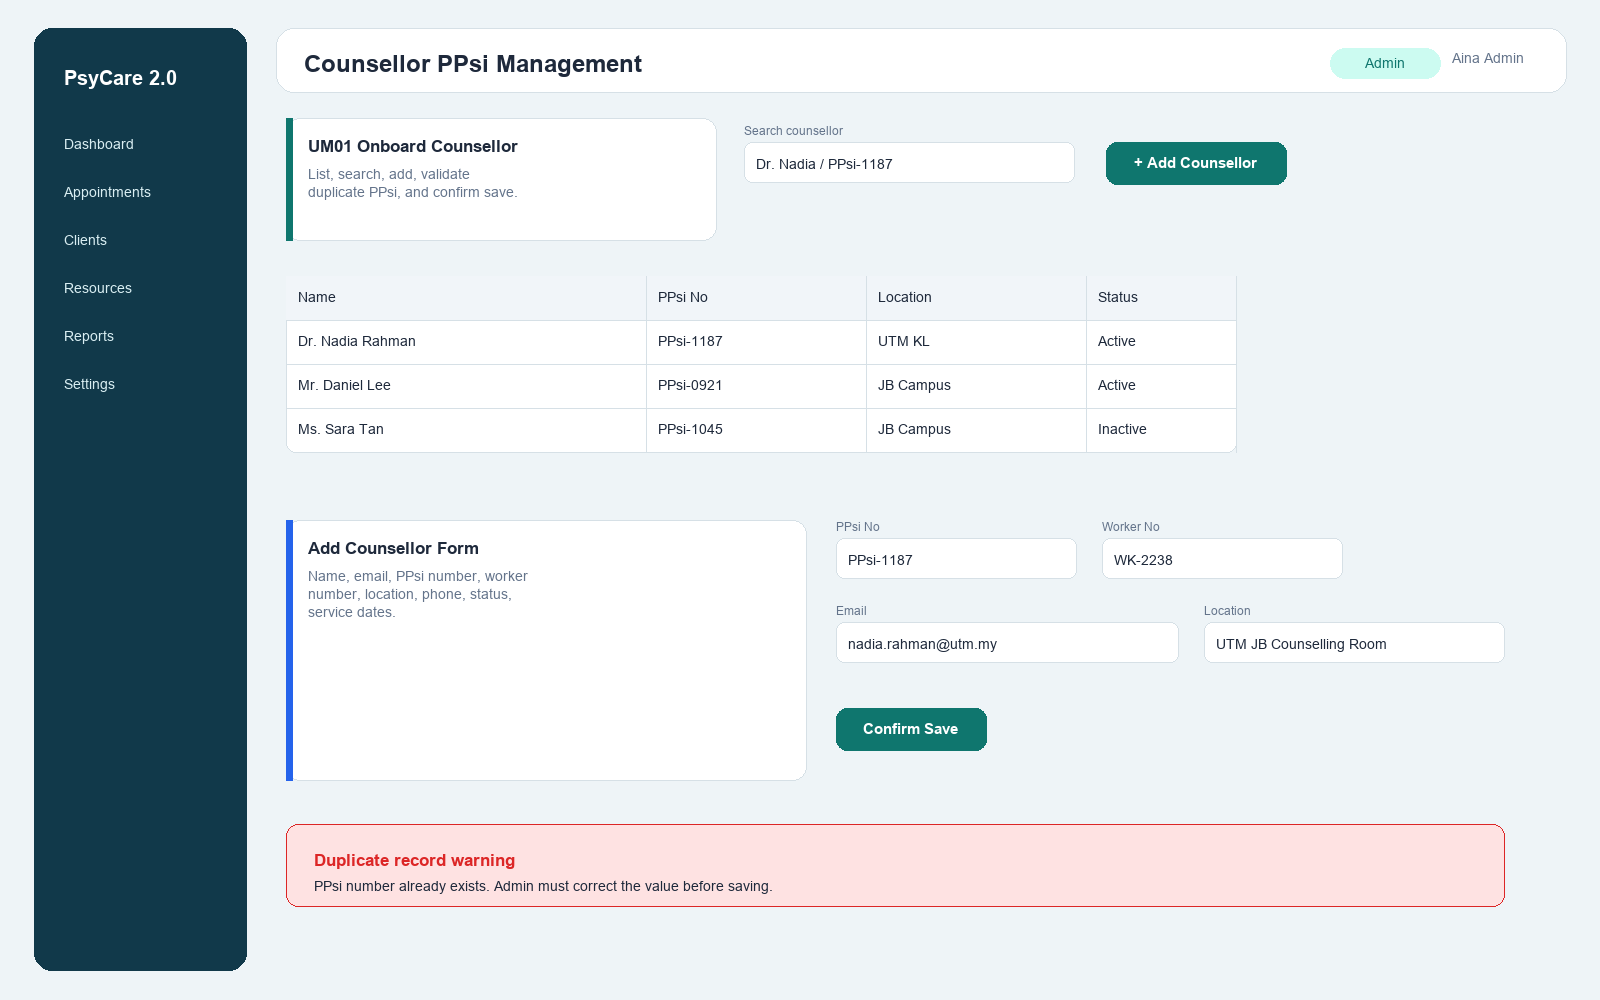 PsyCare 2.0
Dashboard
Appointments
Clients
Resources
Reports
Settings
Counsellor PPsi Management
Admin
Aina Admin
UM01 Onboard Counsellor
List, search, add, validate
duplicate PPsi, and confirm save.
Search counsellor
Dr. Nadia / PPsi-1187
+ Add Counsellor
Name PPsi No Location Status
Dr. Nadia Rahman PPsi-1187 UTM KL Active
Mr. Daniel Lee PPsi-0921 JB Campus Active
Ms. Sara Tan PPsi-1045 JB Campus Inactive
Add Counsellor Form
Name, email, PPsi number, worker
number, location, phone, status,
service dates.
PPsi No Worker No
PPsi-1187 WK-2238
Email Location
nadia.rahman@utm.my UTM JB Counselling Room
Confirm Save
Duplicate record warning
PPsi number already exists. Admin must correct the value before saving.